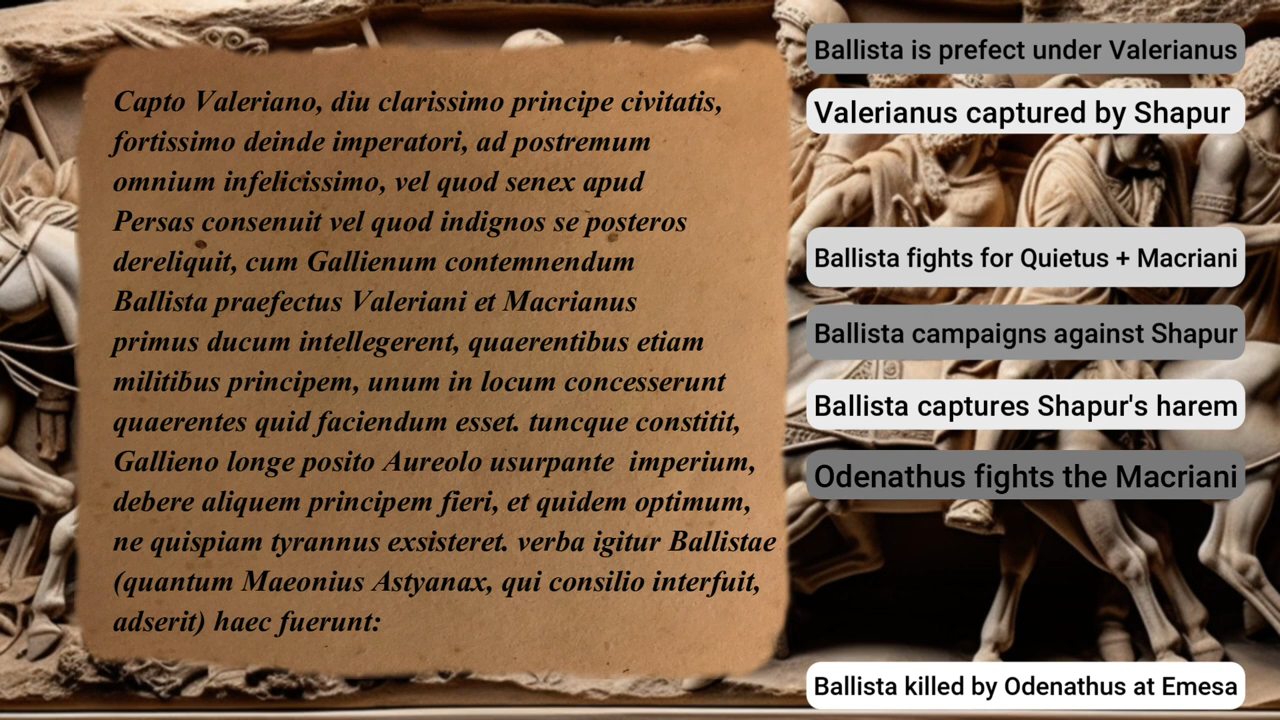 Capto Valeriano, diu clarissimo principe civitatis,
fortissimo deinde imperatori, ad postremum
omnium infelicissimo, vel quod senex apud
Persas consenuit vel quod indignos se posteros
dereliquit, cum Gallienum contemnendum
Ballista praefectus Valeriani et Macrianus
primus ducum intellegerent, quaerentibus etiam
militibus principem, unum in locum concesserunt
quaerentes quid faciendum esset. tuncque constitit,
Gallieno longe posito Aureolo usurpante imperium,
debere aliquem principem fieri, et quidem optimum,
ne quispiam tyrannus exsisteret. verba igitur Ballistae
(quantum Maeonius Astyanax, qui consilio interfuit,
adserit) haec fuerunt:
Ballista is prefect under Valerianus
Valerianus captured by Shapur
Ballista fights for Quietus + Macriani
Ballista campaigns against Shapur
Ballista captures Shapur's harem
Odenathus fights the Macriani
Ballista killed by Odenathus at Emesa